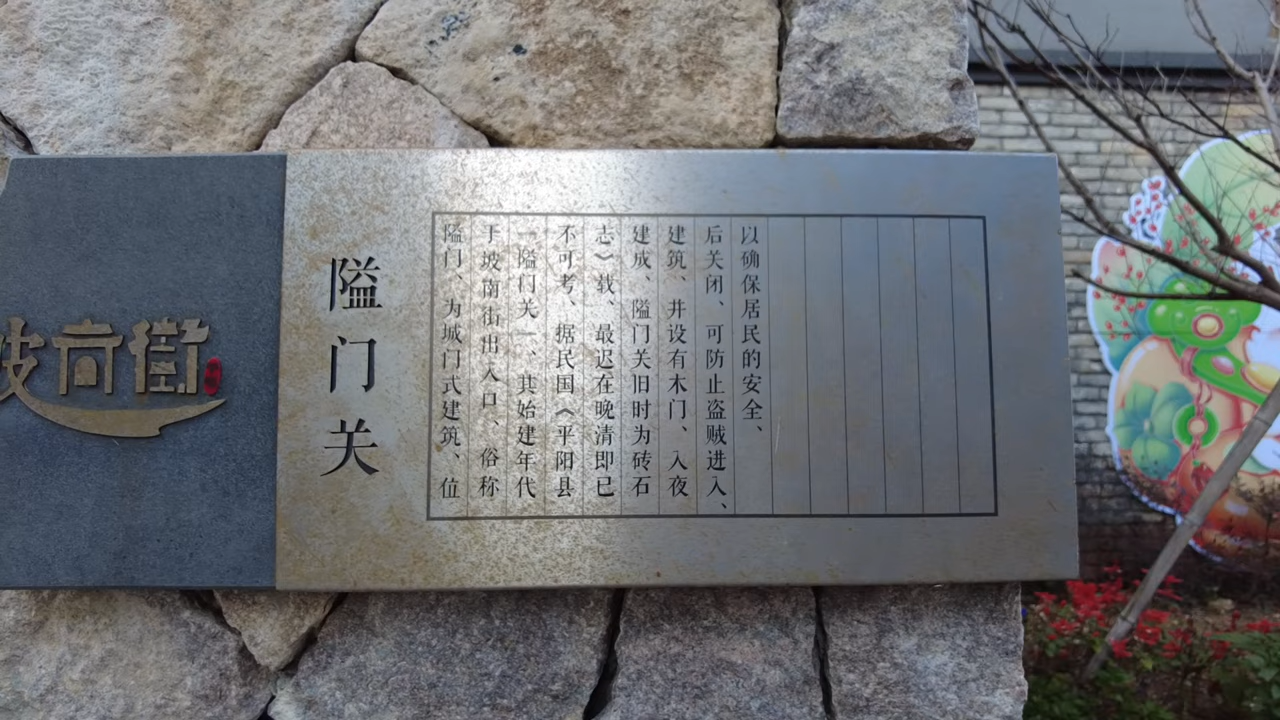 坡南街
隘门关
隘门、为城门式建筑、位
于坡南街出入口、俗称
﹁隘门关﹂、其始建年代
不可考、据民国《平阳县
志》载、最迟在晚清即已
建成、隘门关旧时为砖石
建筑、并设有木门、入夜
后关闭、可防止盗贼进入、
以确保居民的安全、